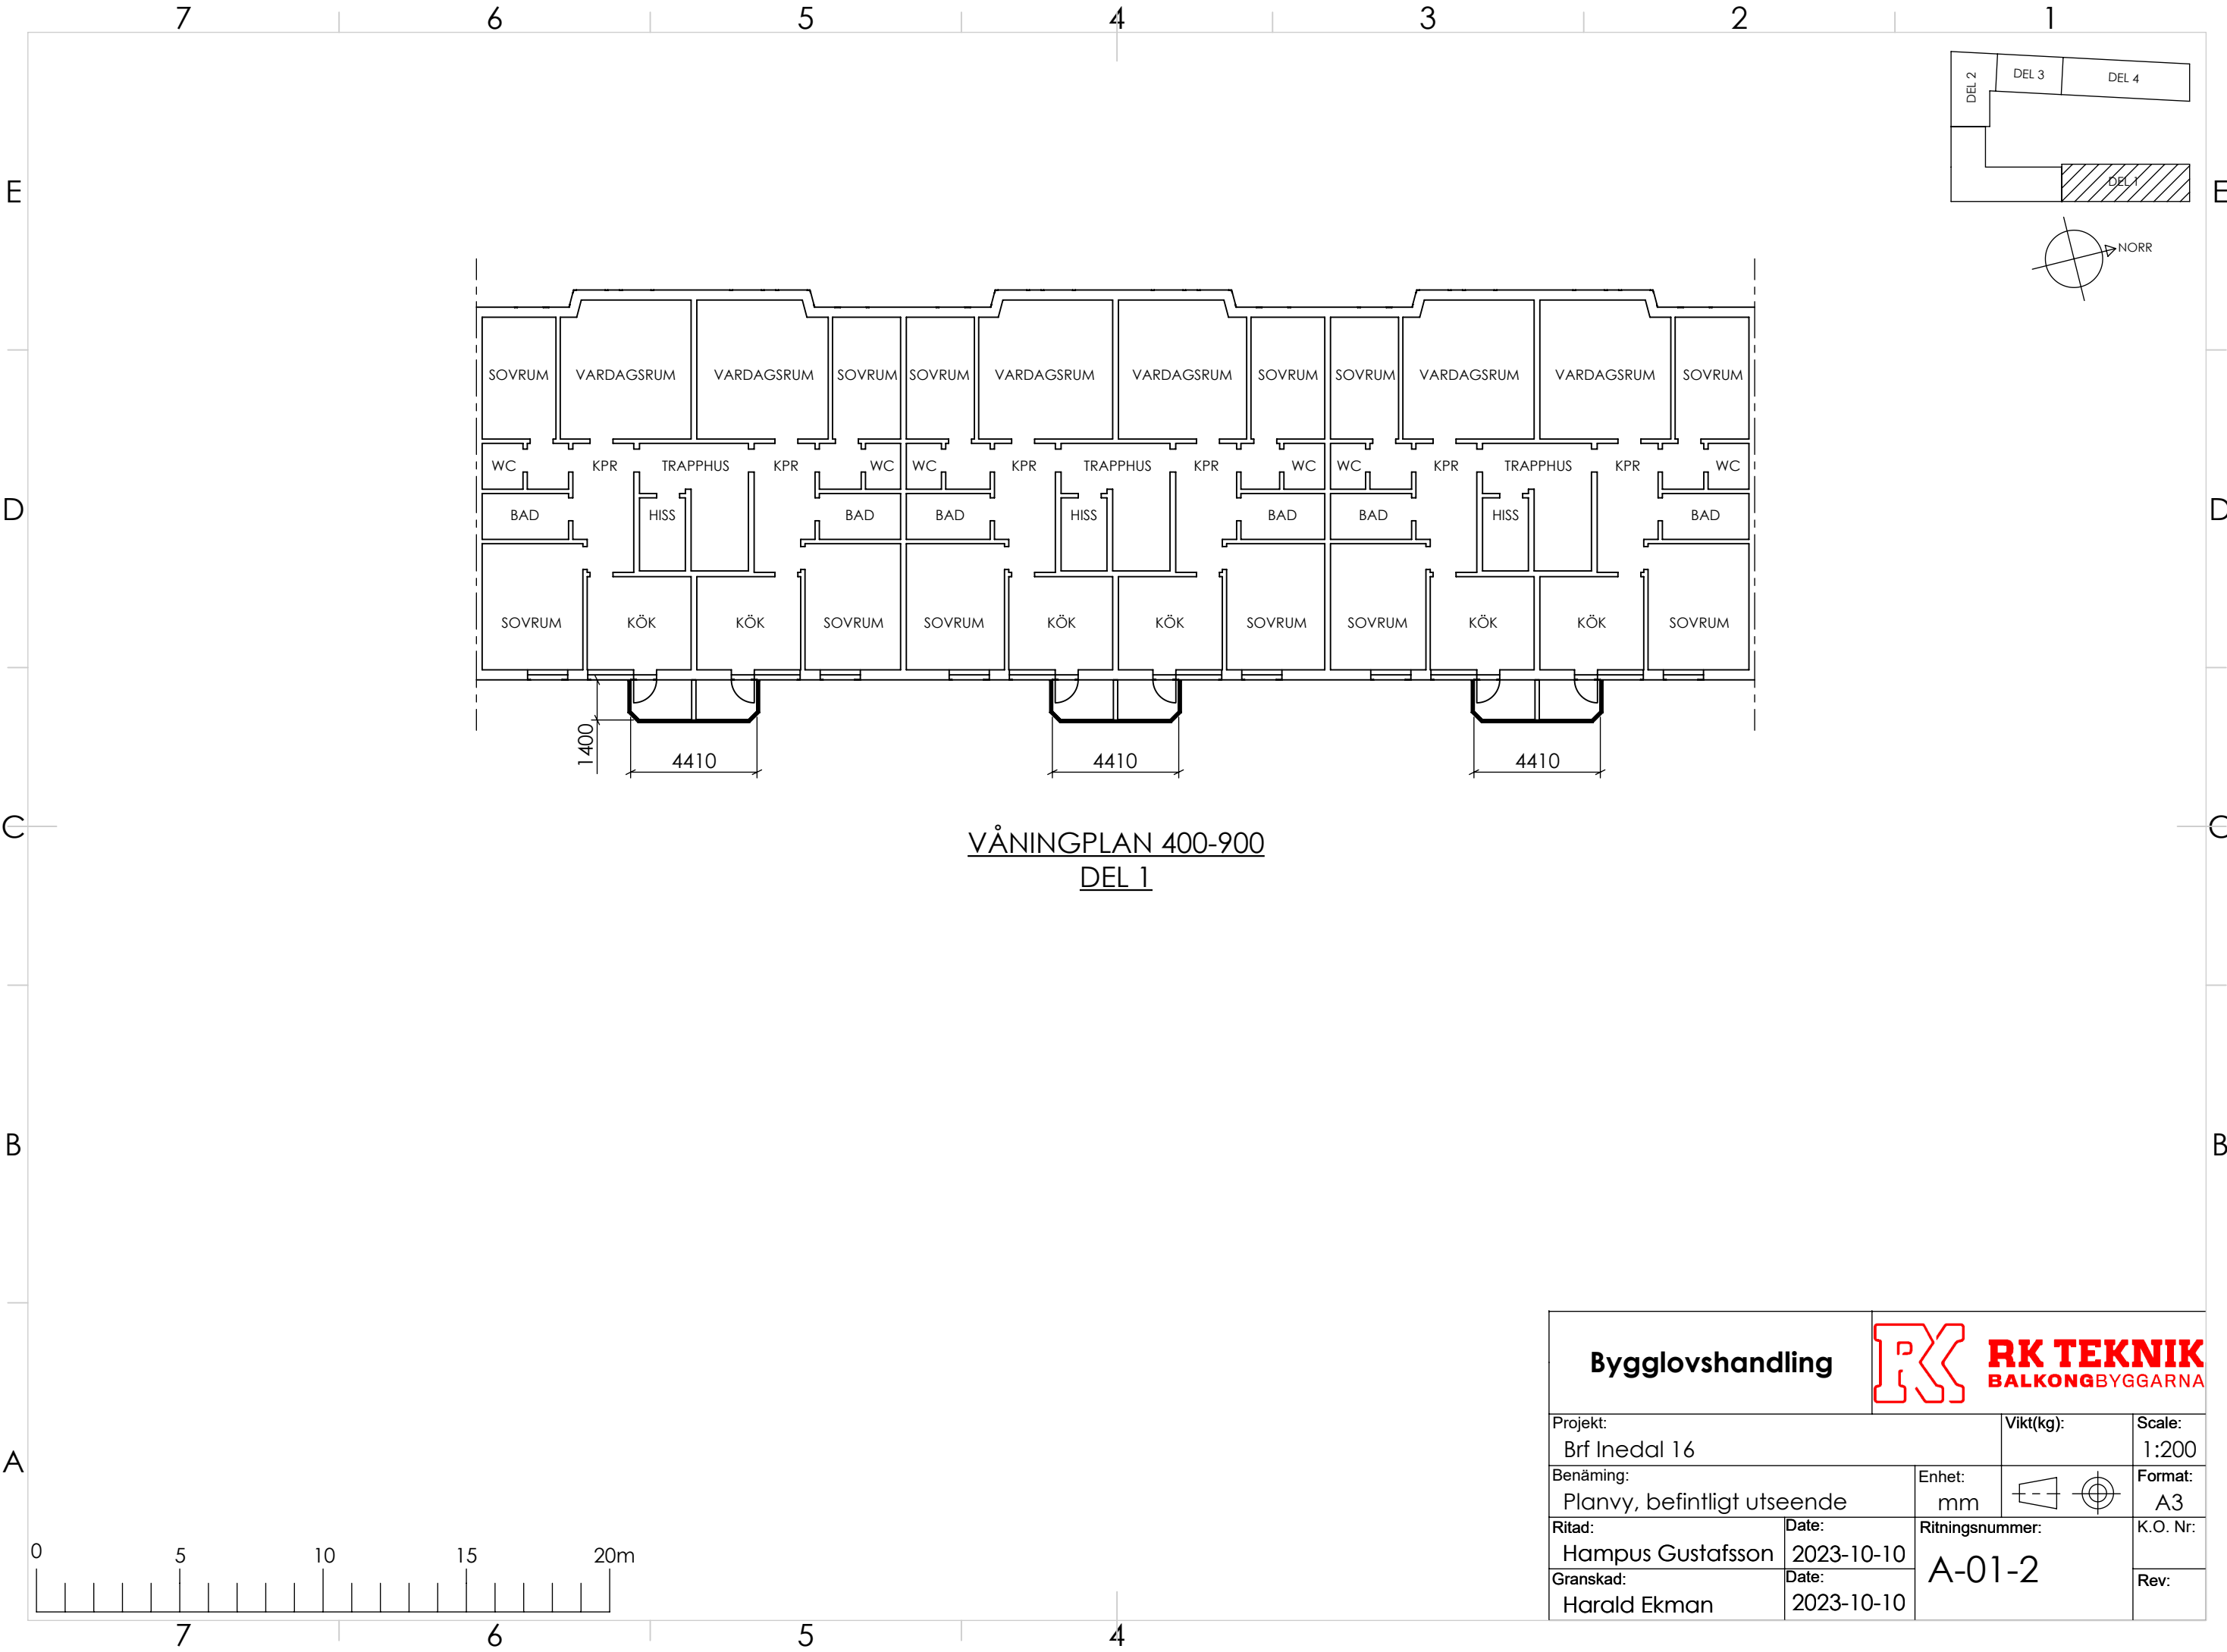 7 6 5 4 3 2 1
DEL 2 DEL 3 DEL 4
E DEL 1 E
NORR
SOVRUM VARDAGSRUM VARDAGSRUM SOVRUM SOVRUM VARDAGSRUM VARDAGSRUM SOVRUM SOVRUM VARDAGSRUM VARDAGSRUM SOVRUM
WC KPR TRAPPHUS KPR WC WC KPR TRAPPHUS KPR WC WC KPR TRAPPHUS KPR WC
D BAD HISS BAD BAD HISS BAD BAD HISS BAD D
SOVRUM KÖK KÖK SOVRUM SOVRUM KÖK KÖK SOVRUM SOVRUM KÖK KÖK SOVRUM
1400
4410 4410 4410
C C
VÅNINGPLAN 400-900
DEL 1
B B
Bygglovshandling
RK
RK TEKNIK
BALKONGBYGGARNA
Projekt: Vikt(kg): Scale:
Brf Inedal 16 1:200
A
Benäming: Enhet: Format:
Planvy, befintligt utseende mm A3
Ritad: Date: Ritningsnummer: K.O. Nr:
Hampus Gustafsson 2023-10-10
A-01-2
Granskad: Date: Rev:
Harald Ekman 2023-10-10
0 5 10 15 20m
7 6 5 4